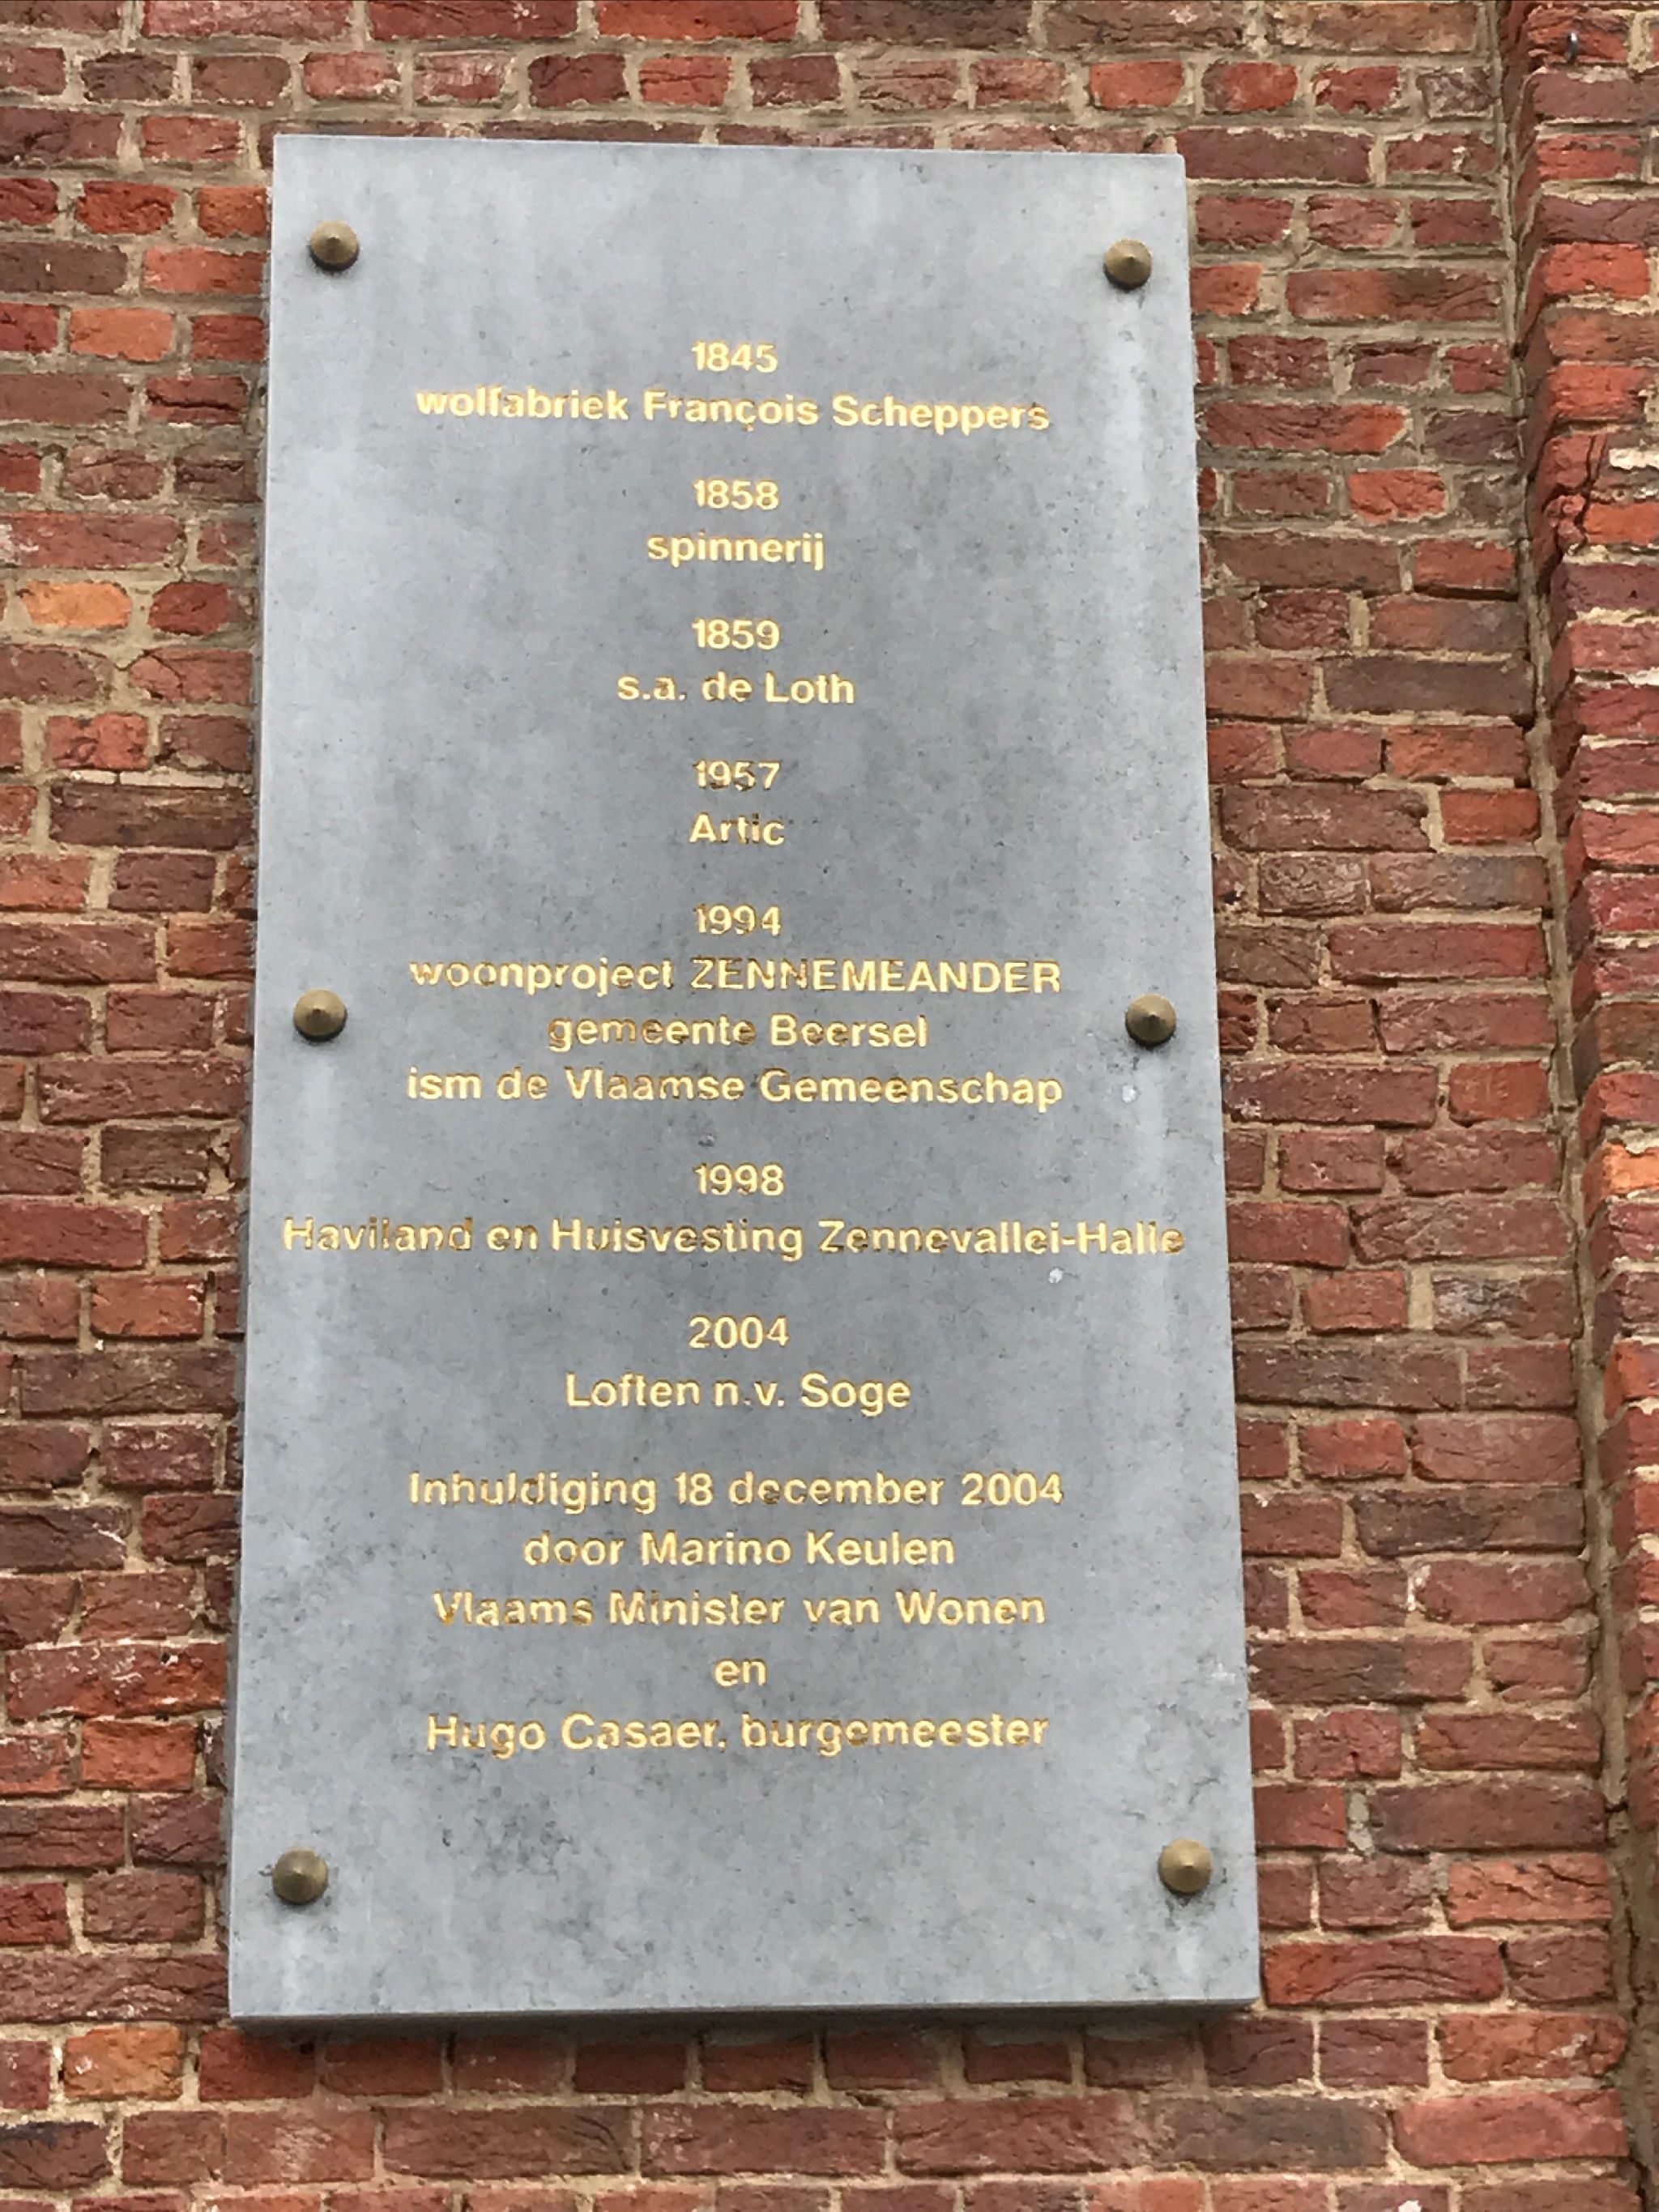 1845
wolfabriek François Scheppers
1858
spinnerij
1859
s.a. de Loth
1957
Artic
1994
woonproject ZENNEMEANDER
gemeente Beersel
ism de Vlaamse Gemeenschap
1998
Haviland en Huisvesting Zennevallei-Halle
2004
Loften n.v. Soge
Inhuldiging 18 december 2004
door Marino Keulen
Vlaams Minister van Wonen
en
Hugo Casaer, burgemeester